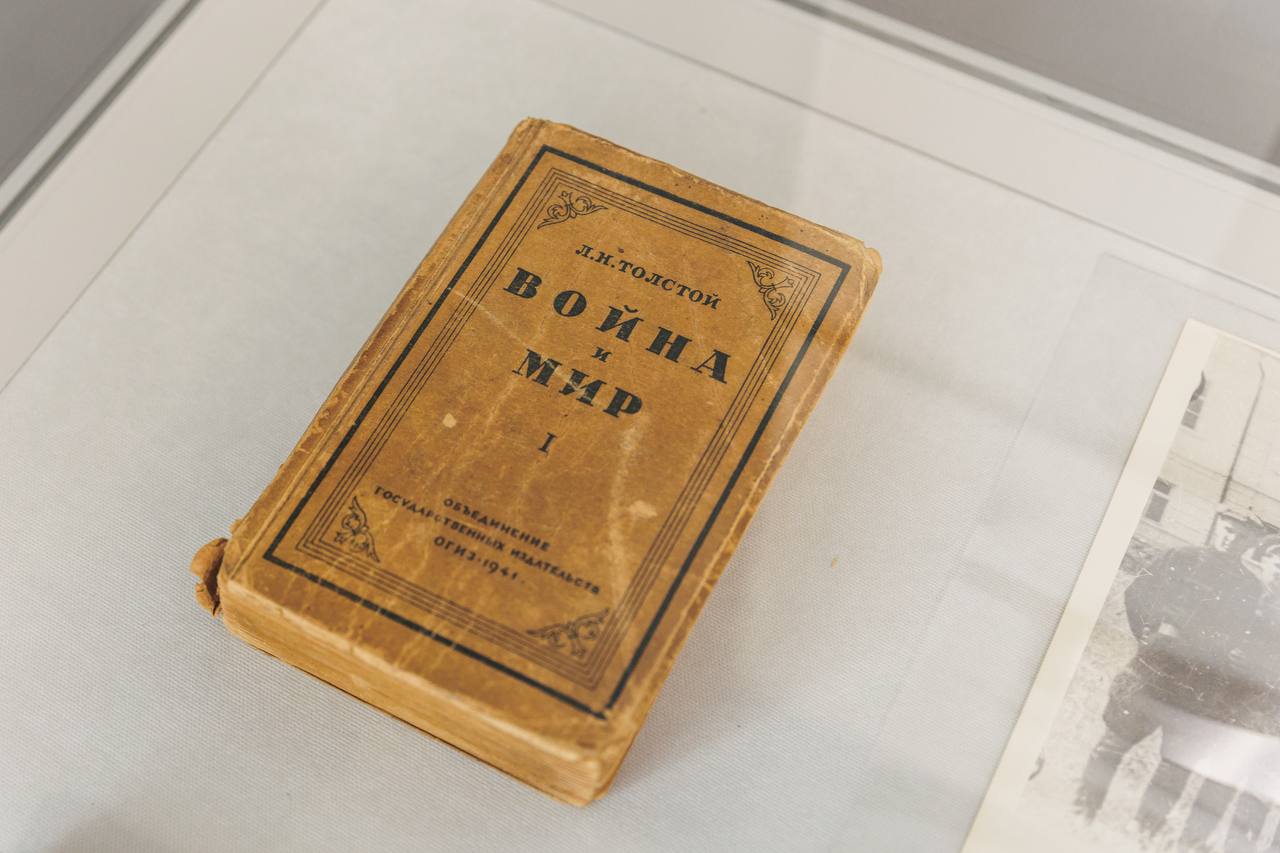 Л.Н.ТОЛСТОЙ
ВОЙНА
И
МИР
I
ОБЪЕДИНЕНИЕ
ГОСУДАРСТВЕННЫХ ИЗДАТЕЛЬСТВ
ОГИЗ·1941.